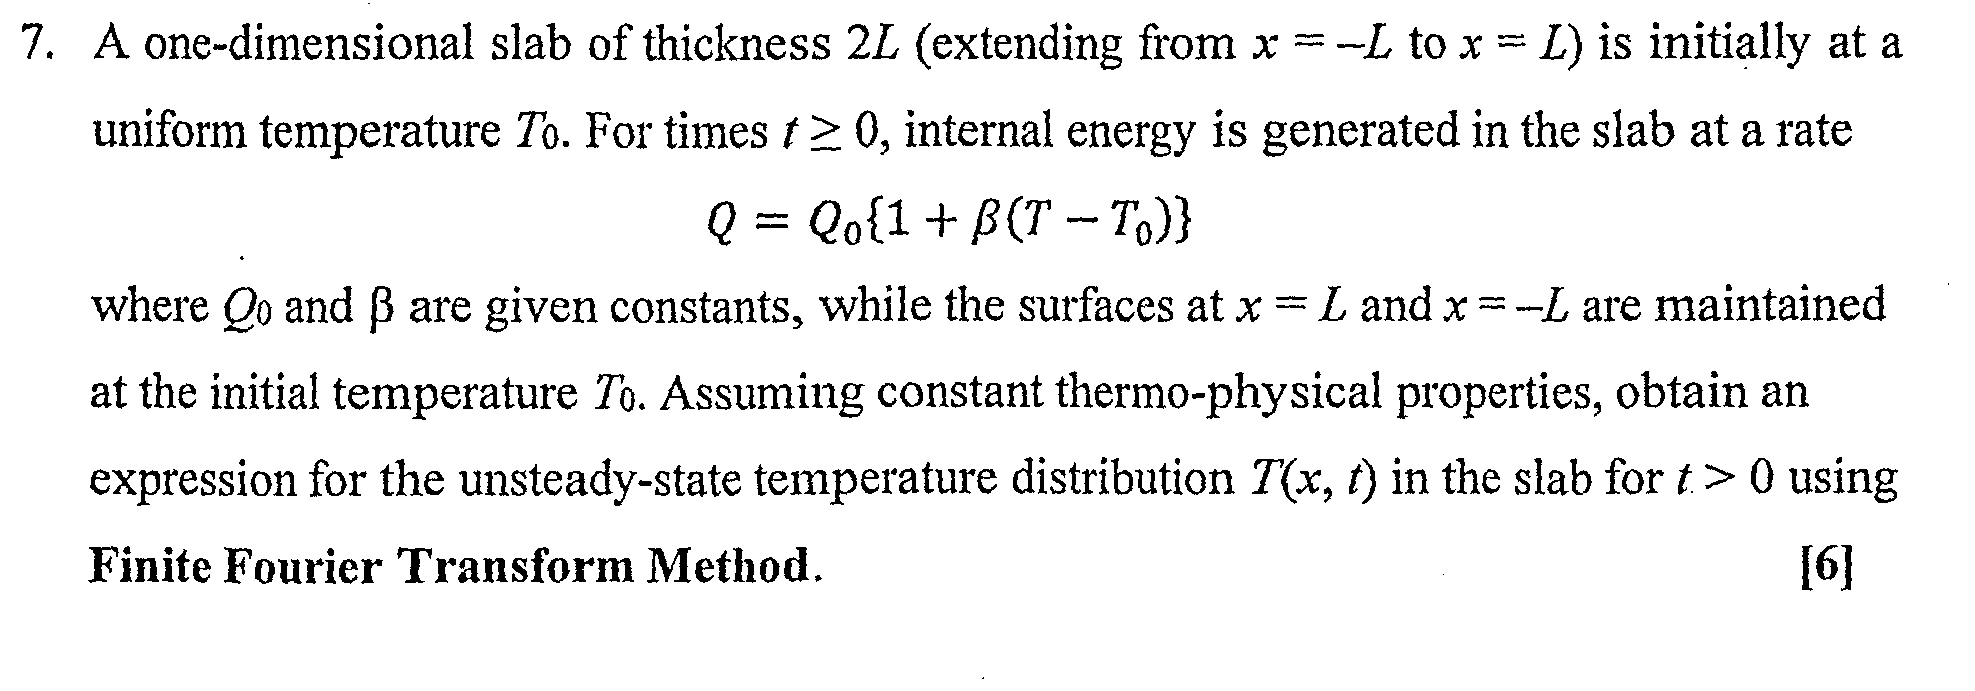 7. A one-dimensional slab of thickness 2L (extending from x = –L to x = L) is initially at a
uniform temperature T0. For times t ≥ 0, internal energy is generated in the slab at a rate
Q = Q₀{1 + β(T − T₀)}
where Q0 and β are given constants, while the surfaces at x = L and x = –L are maintained
at the initial temperature T0. Assuming constant thermo-physical properties, obtain an
expression for the unsteady-state temperature distribution T(x, t) in the slab for t > 0 using
Finite Fourier Transform Method. [6]